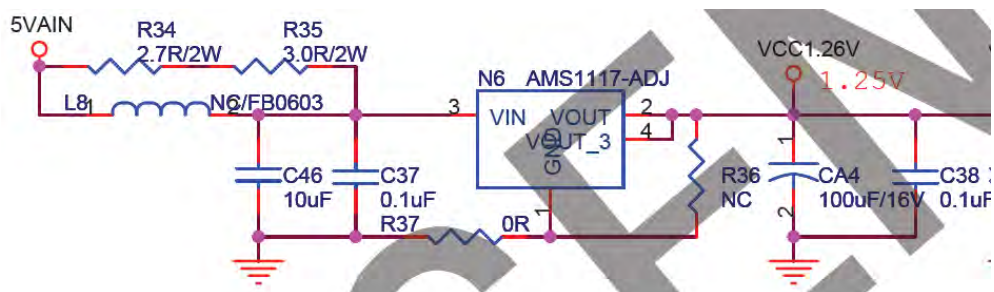 5VAIN
R34
2.7R/2W
R35
3.0R/2W
L8
1
2
NC/FB0603
N6
AMS1117-ADJ
3
VIN
VOUT
2
VOUT_3
4
GND
1
VCC1.26V
1.25V
C46
10uF
C37
0.1uF
R37
0R
R36
NC
1
CA4
100uF/16V
2
C38
0.1uF